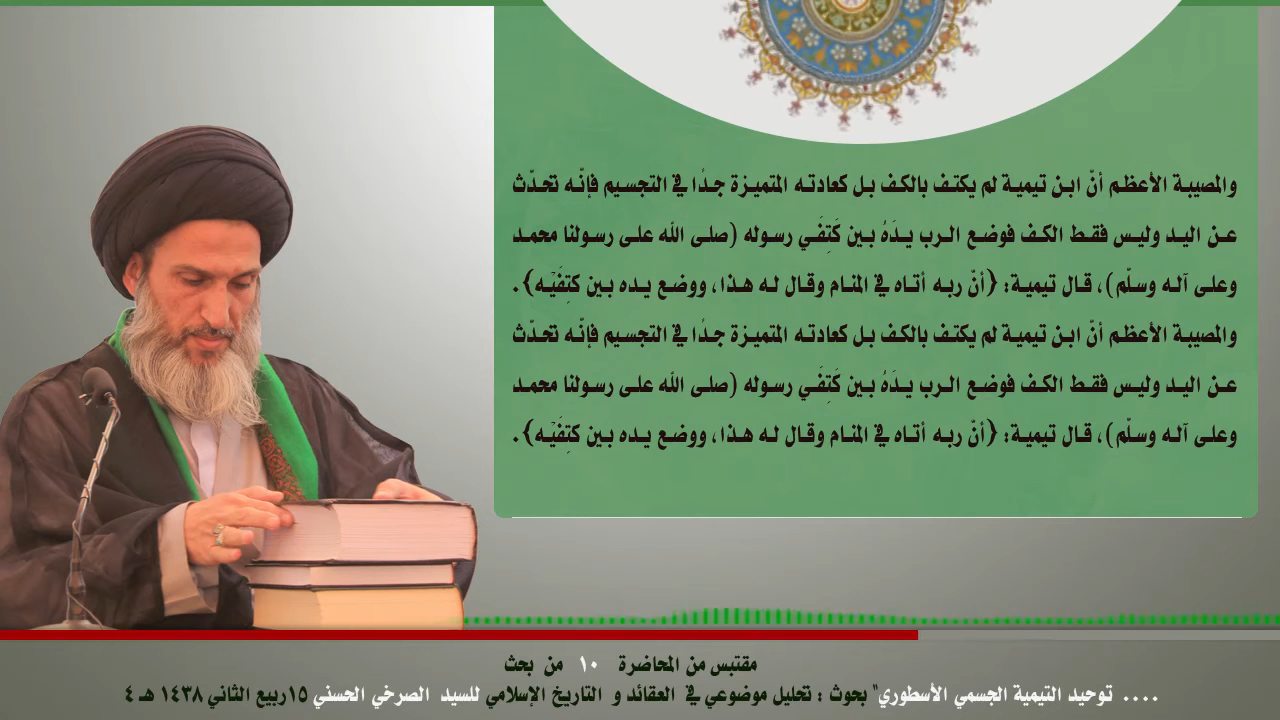 والمصيبة الأعظم أنّ ابن تيمية لم يكتف بالكف بل كعادته المتميزة جدًا في التجسيم فإنّه تحدّث
عن اليد وليس فقط الكف فوضع الرب يدَهُ بين كَتِفَي رسوله (صلى الله على رسولنا محمد
وعلى آله وسلّم)، قال تيمية: {أنّ ربه أتاه في المنام وقال له هذا، ووضع يده بين كتِفَيْه}.
والمصيبة الأعظم أنّ ابن تيمية لم يكتف بالكف بل كعادته المتميزة جدًا في التجسيم فإنّه تحدّث
عن اليد وليس فقط الكف فوضع الرب يدَهُ بين كَتِفَي رسوله (صلى الله على رسولنا محمد
وعلى آله وسلّم)، قال تيمية: {أنّ ربه أتاه في المنام وقال له هذا، ووضع يده بين كتِفَيْه}.
مقتبس من المحاضرة ١٠ من بحث
.... توحيد التيمية الجسمي الأسطوري" بحوث : تحليل موضوعي في العقائد و التاريخ الإسلامي للسيد الصرخي الحسني ١٥ربيع الثاني ١٤٣٨ هـ ٤